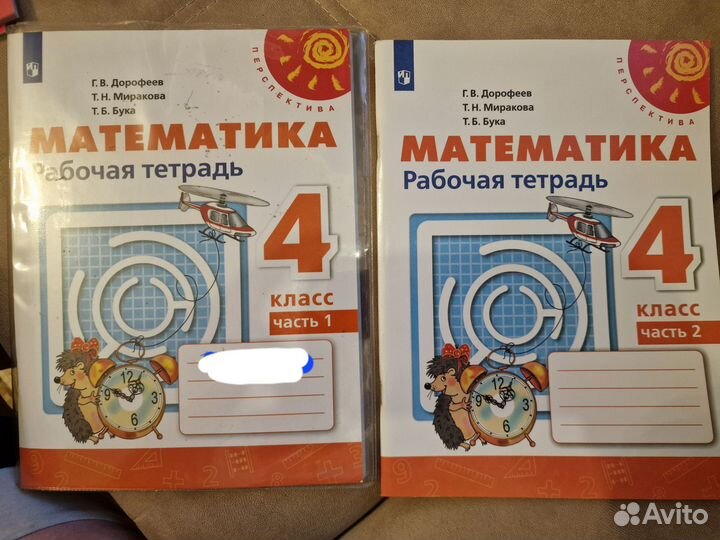 ПЕРСПЕКТИВА
Г. В. Дорофеев
Т. Н. Миракова
Т. Б. Бука
МАТЕМАТИКА
Рабочая тетрадь
4
класс
часть 1
ПЕРСПЕКТИВА
Г. В. Дорофеев
Т. Н. Миракова
Т. Б. Бука
МАТЕМАТИКА
Рабочая тетрадь
4
класс
часть 2
Avito